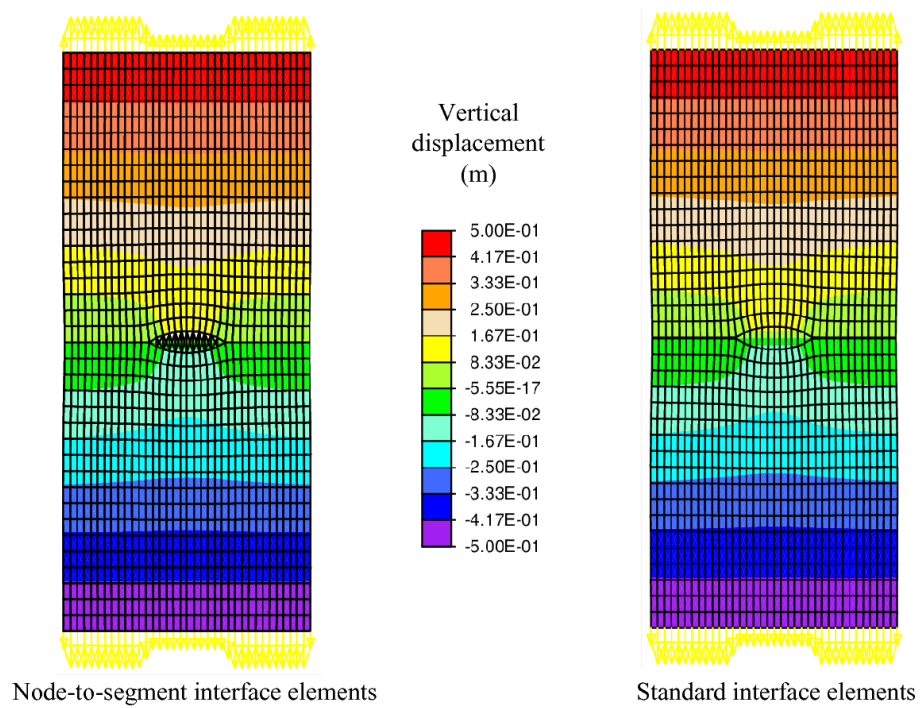 Vertical
displacement
(m)
5.00E-01
4.17E-01
3.33E-01
2.50E-01
1.67E-01
8.33E-02
-5.55E-17
-8.33E-02
-1.67E-01
-2.50E-01
-3.33E-01
-4.17E-01
-5.00E-01
Node-to-segment interface elements
Standard interface elements